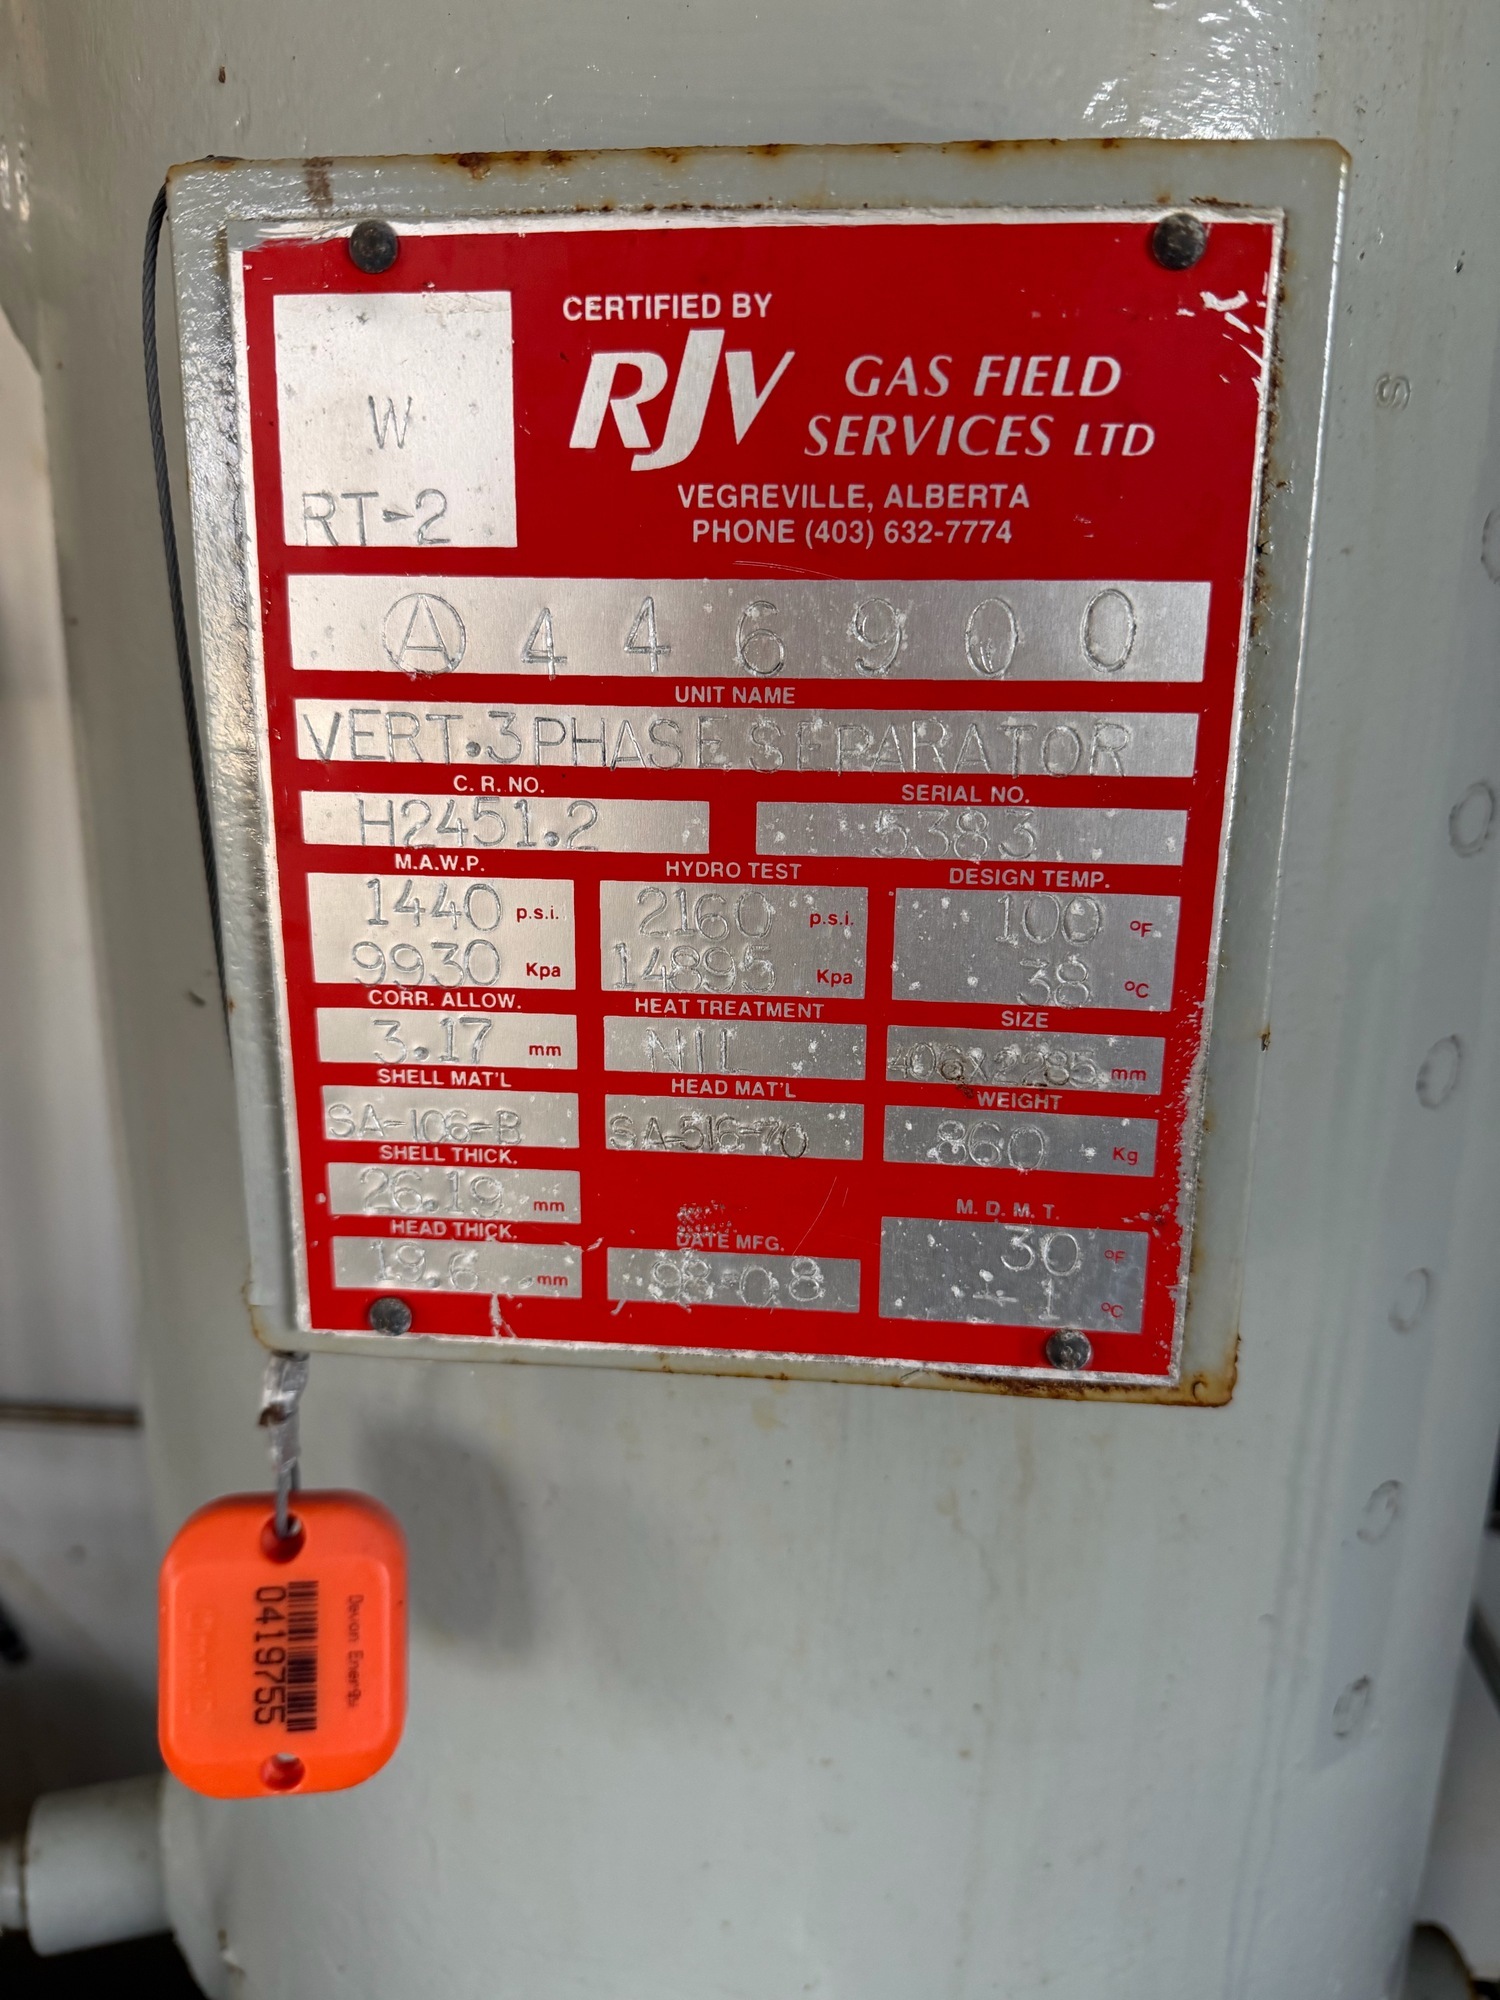 CERTIFIED BY
RJV GAS FIELD
SERVICES LTD
VEGREVILLE, ALBERTA
PHONE (403) 632-7774
W
RT-2
Ⓐ 446900
UNIT NAME
VERT.3PHASE SEPARATOR
C. R. NO. SERIAL NO.
H2451.2 5383
M.A.W.P. HYDRO TEST DESIGN TEMP.
1440 p.s.i. 2160 p.s.i. 100 °F
9930 Kpa 14895 Kpa 38 °C
CORR. ALLOW. HEAT TREATMENT SIZE
3.17 mm NIL 406X2285 mm
SHELL MAT'L HEAD MAT'L WEIGHT
SA-106-B SA-516-70 860 Kg
SHELL THICK.
26.19 mm
HEAD THICK. DATE MFG. M. D. M. T.
19.6 mm 98-08 30 °F
1 °C
Devon Energy
0419755